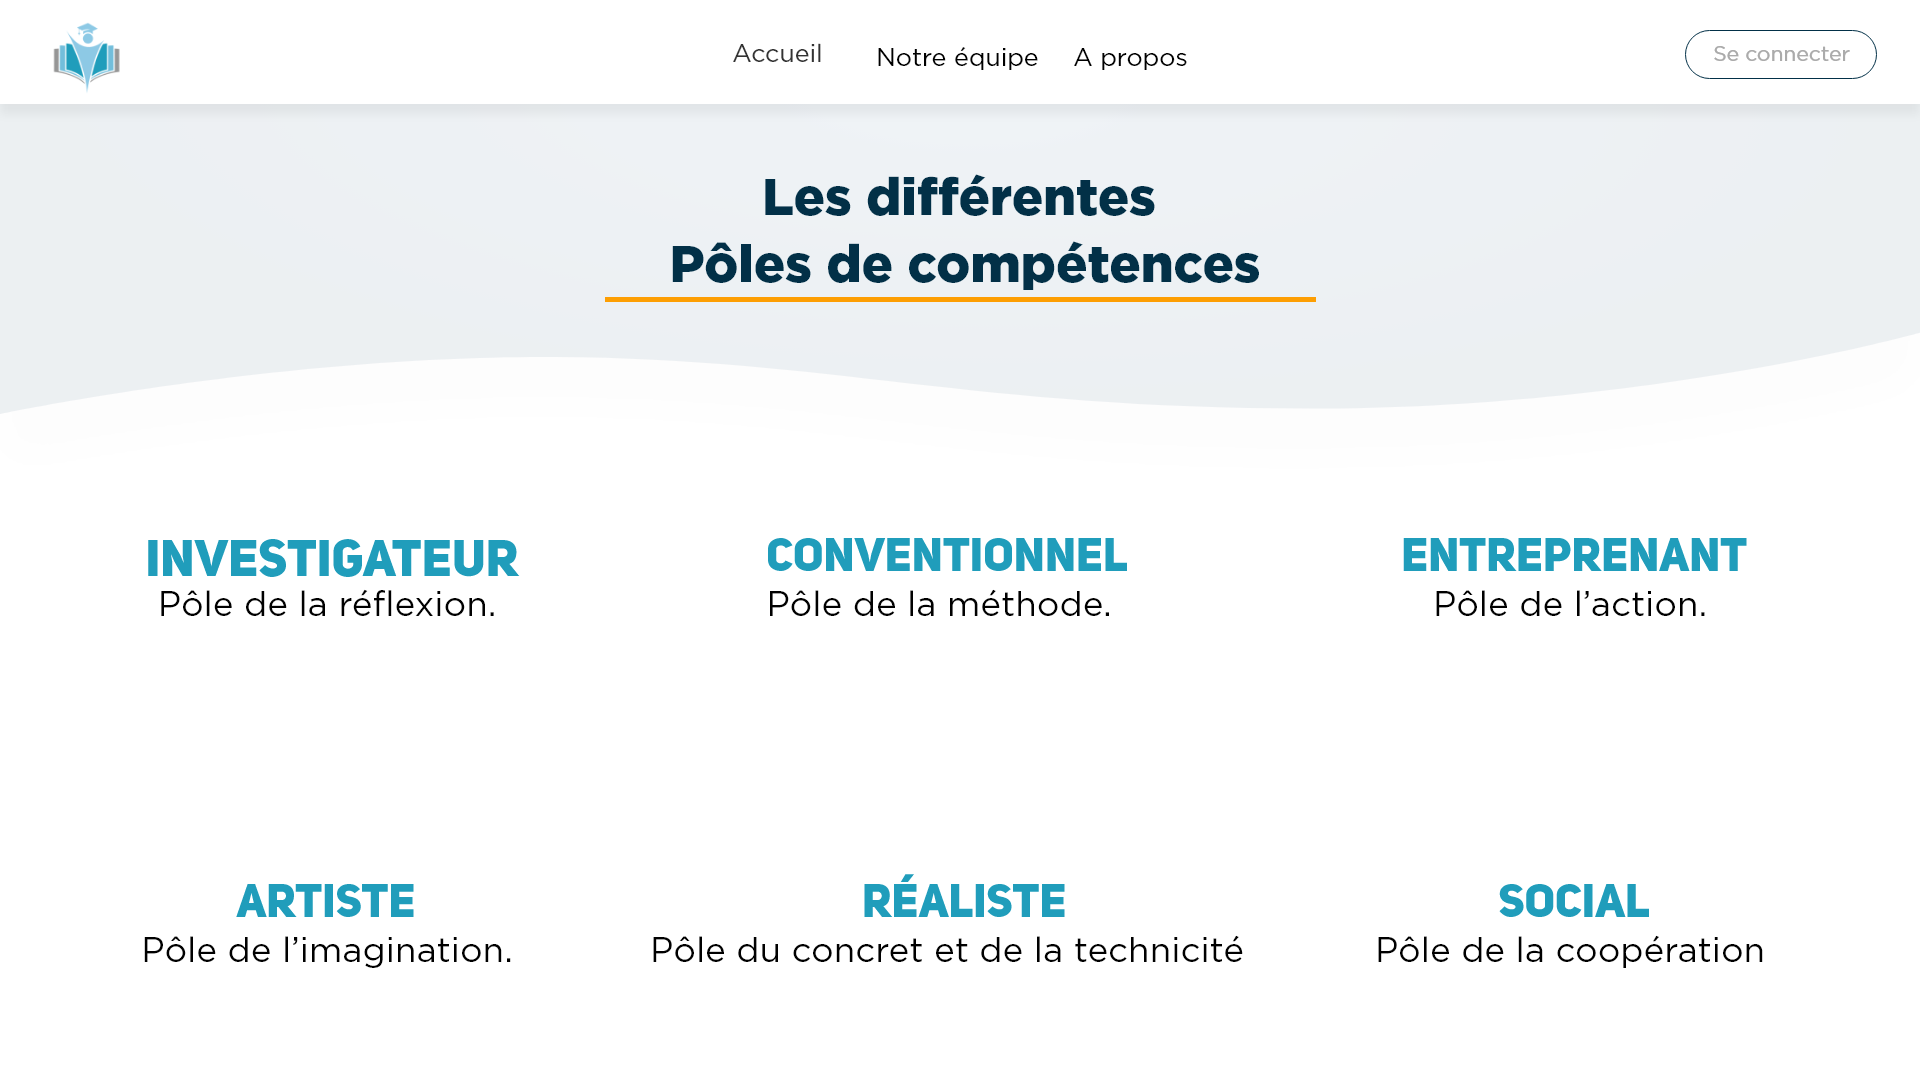 Accueil
Notre équipe
A propos
Se connecter
Les différentes
Pôles de compétences
INVESTIGATEUR
Pôle de la réflexion.
CONVENTIONNEL
Pôle de la méthode.
ENTREPRENANT
Pôle de l’action.
ARTISTE
Pôle de l’imagination.
RÉALISTE
Pôle du concret et de la technicité
SOCIAL
Pôle de la coopération